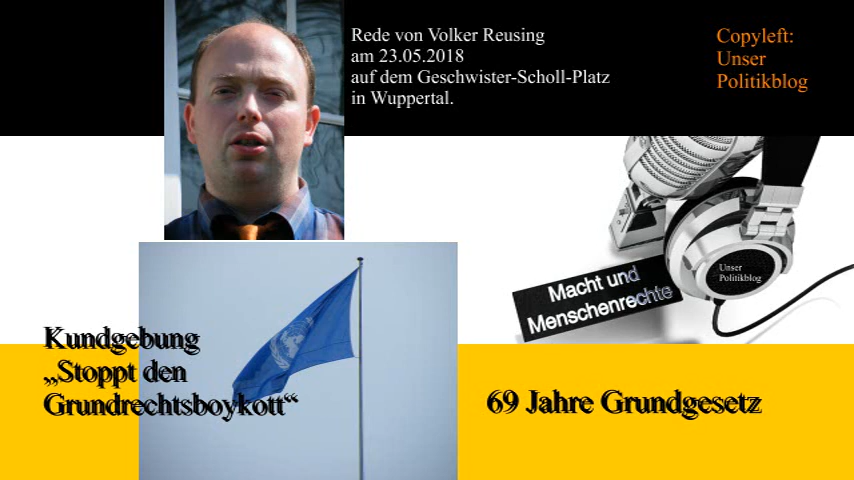 Rede von Volker Reusing
am 23.05.2018
auf dem Geschwister-Scholl-Platz
in Wuppertal.
Copyleft:
Unser
Politikblog
Unser
Politikblog
Macht und
Menschenrechte
Kundgebung
„Stoppt den
Grundrechtsboykott“
69 Jahre Grundgesetz